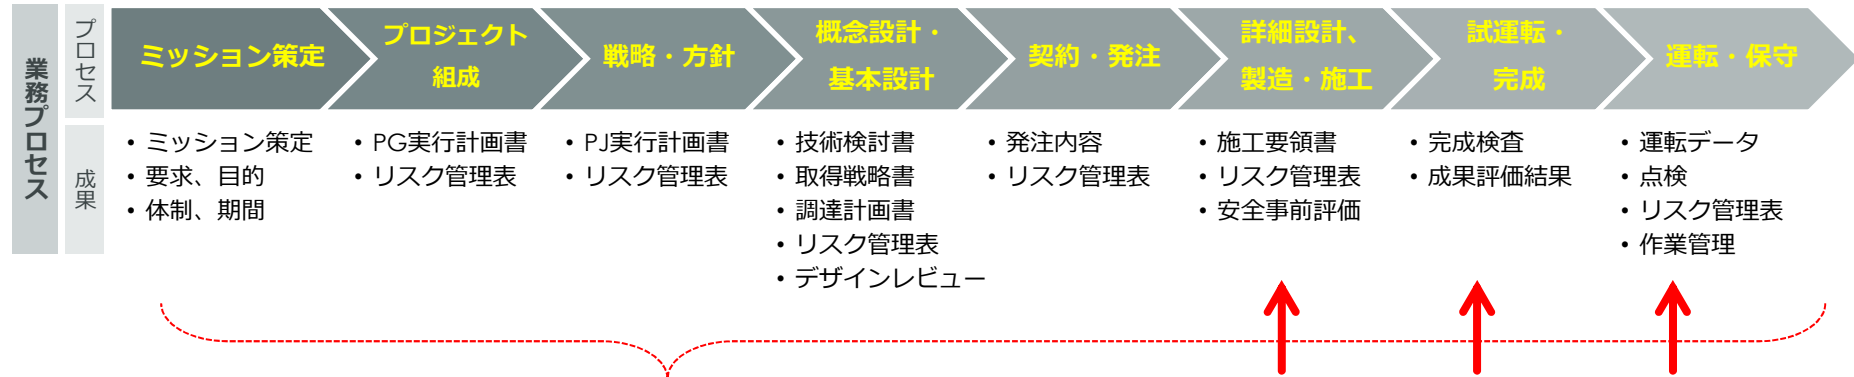 業務プロセス
プロセス
ミッション策定
プロジェクト
組成
戦略・方針
概念設計・
基本設計
契約・発注
詳細設計、
製造・施工
試運転・
完成
運転・保守
成果
• ミッション策定
• 要求、目的
• 体制、期間
• PG実行計画書
• リスク管理表
• PJ実行計画書
• リスク管理表
• 技術検討書
• 取得戦略書
• 調達計画書
• リスク管理表
• デザインレビュー
• 発注内容
• リスク管理表
• 施工要領書
• リスク管理表
• 安全事前評価
• 完成検査
• 成果評価結果
• 運転データ
• 点検
• リスク管理表
• 作業管理